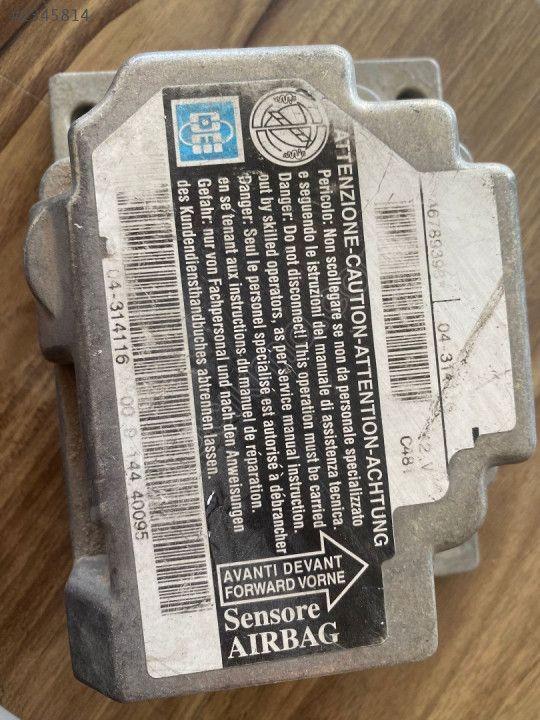 DE
ATTENZIONE-CAUTION-ATTENTION-ACHTUNG
Pericolo: Non scollegare se non da personale specializzato
e seguendo le istruzioni del manuale di assistenza tecnica.
Danger: Do not disconnect! This operation must be carried
out by skilled operators, as per service manual instruction.
Danger: Seul le personel spécialisé est autorisé à débrancher
en se tenant aux instructions du manuel de réparation.
Gefahr: nur von Fachpersonal und nach den Anweisungen
des Kundendiensthandbuches abtrennen lassen.
AVANTI DEVANT
FORWARD VORNE
Sensore
AIRBAG
04-314116
144 40095
C48